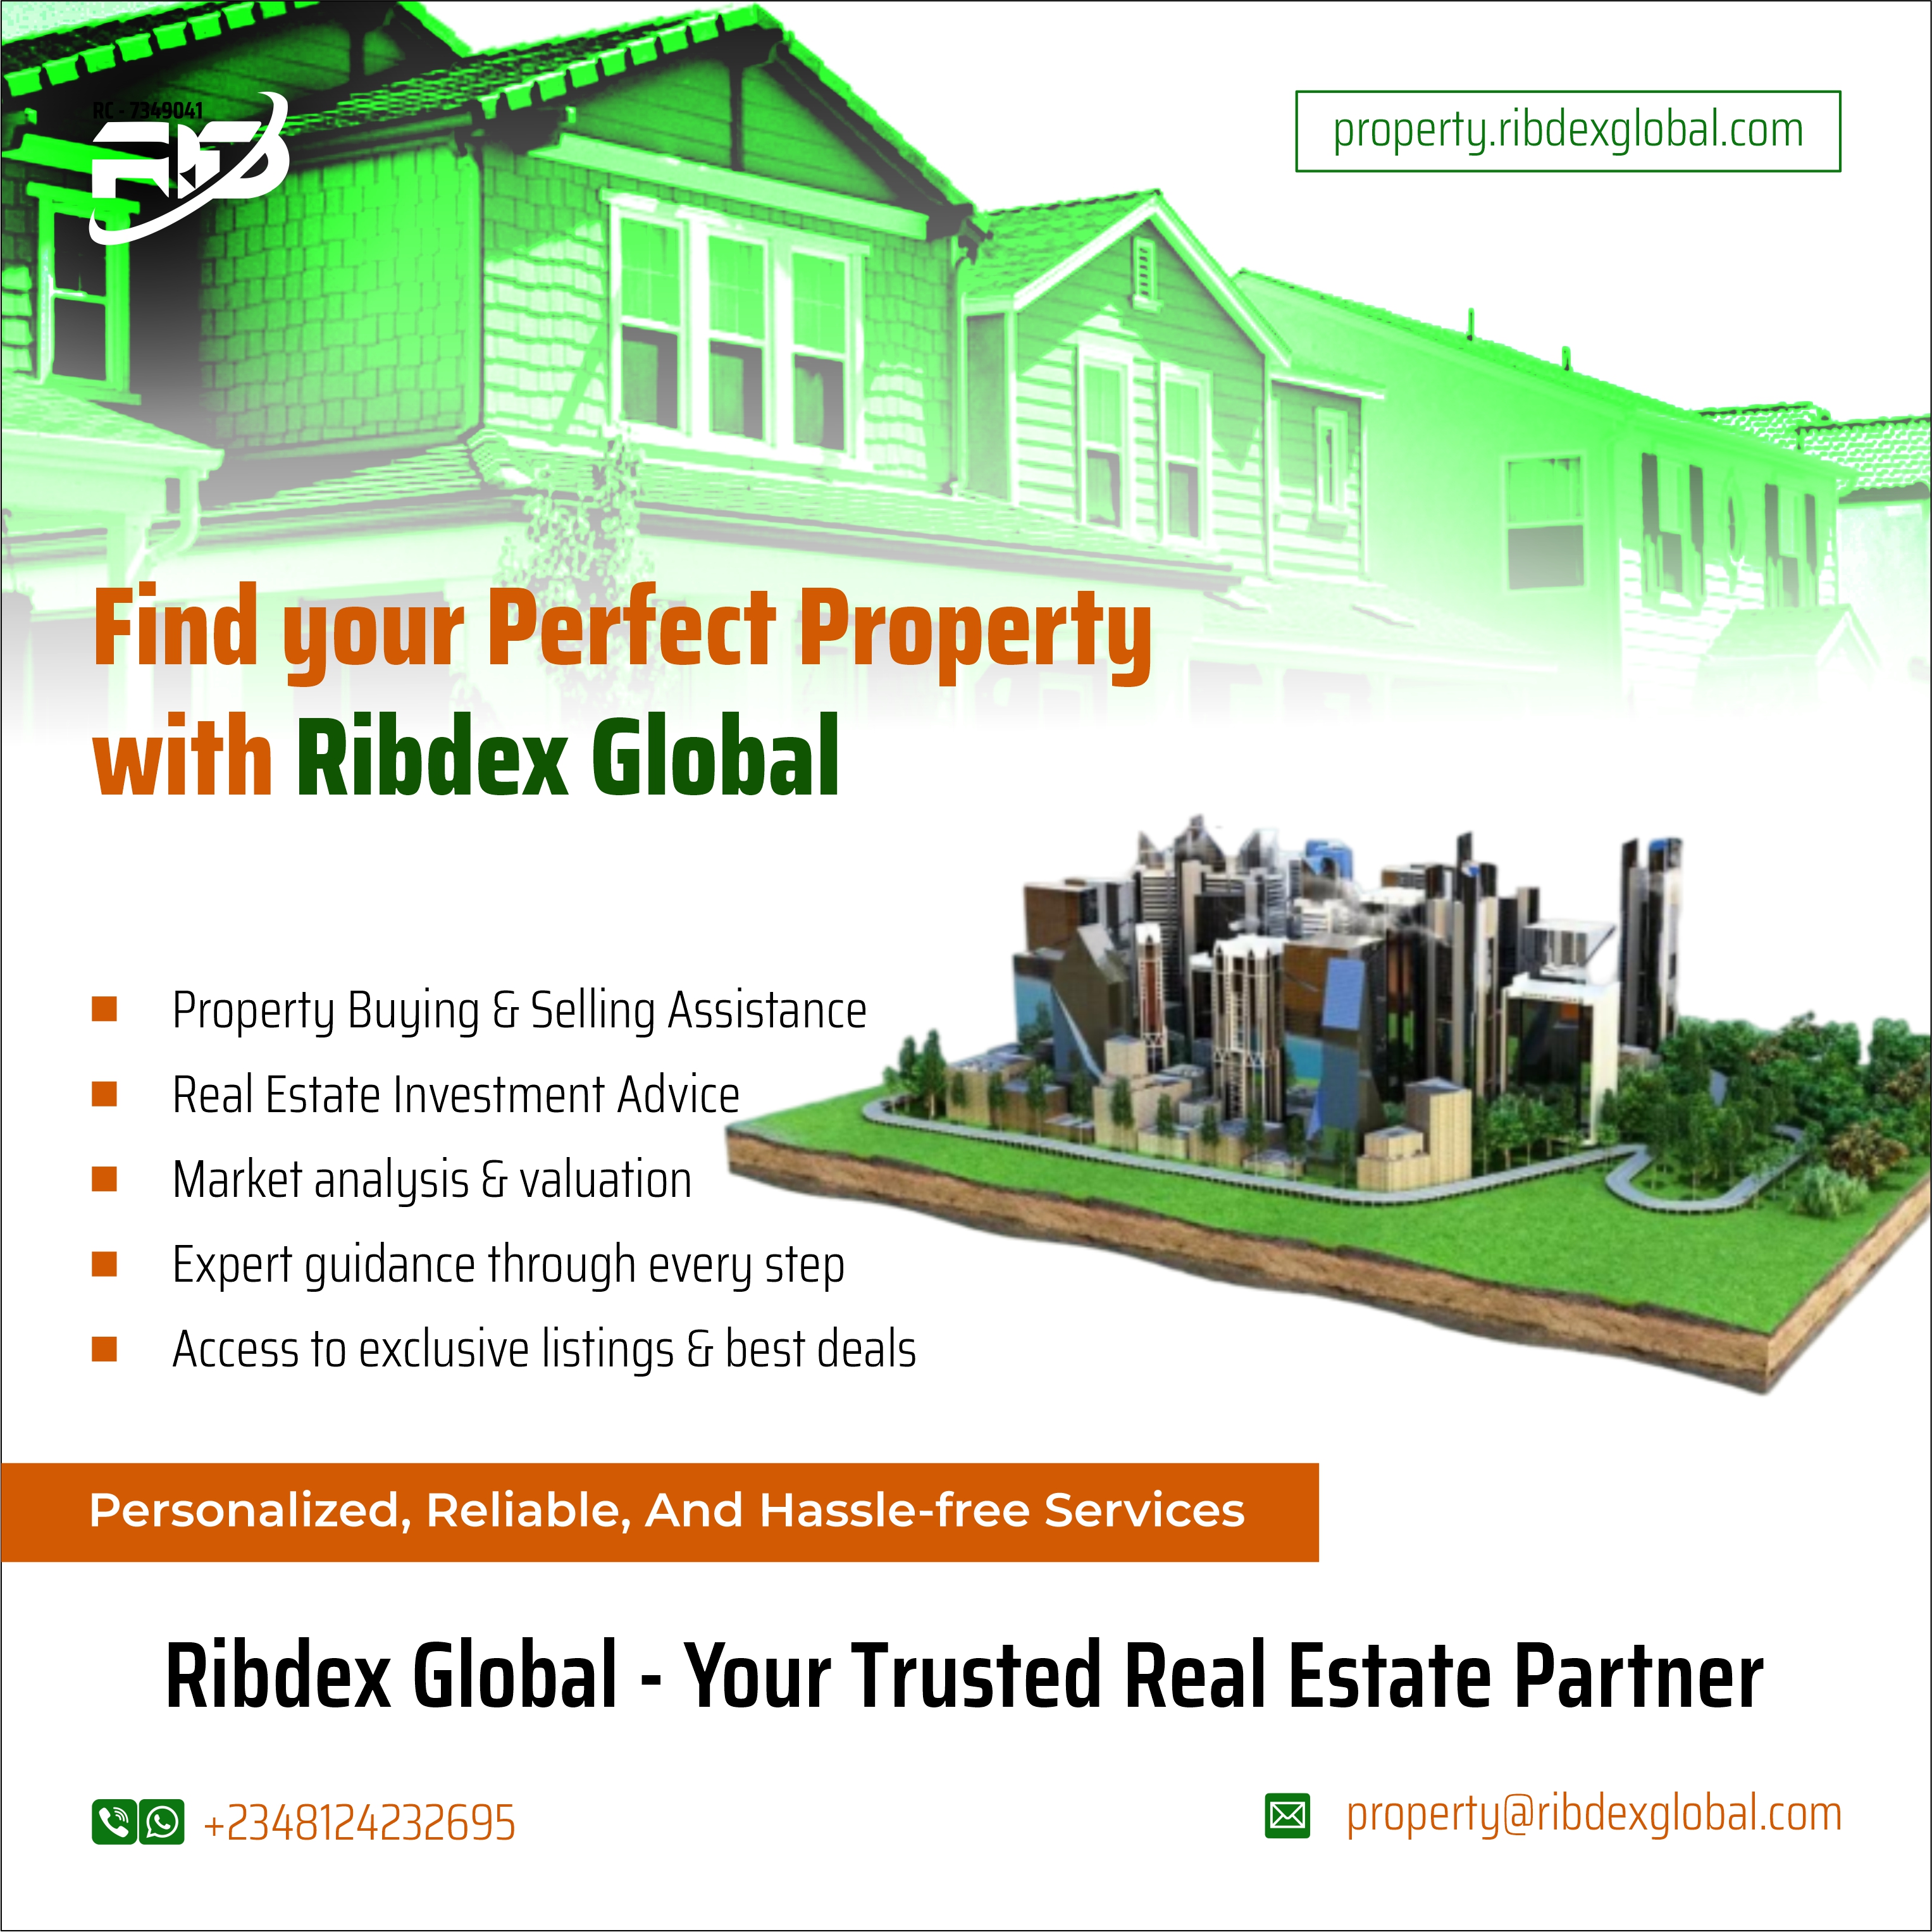 RC - 7349041
property.ribdexglobal.com
Find your Perfect Property
with Ribdex Global
Property Buying & Selling Assistance
Real Estate Investment Advice
Market analysis & valuation
Expert guidance through every step
Access to exclusive listings & best deals
Personalized, Reliable, And Hassle-free Services
Ribdex Global - Your Trusted Real Estate Partner
+2348124232695
property@ribdexglobal.com